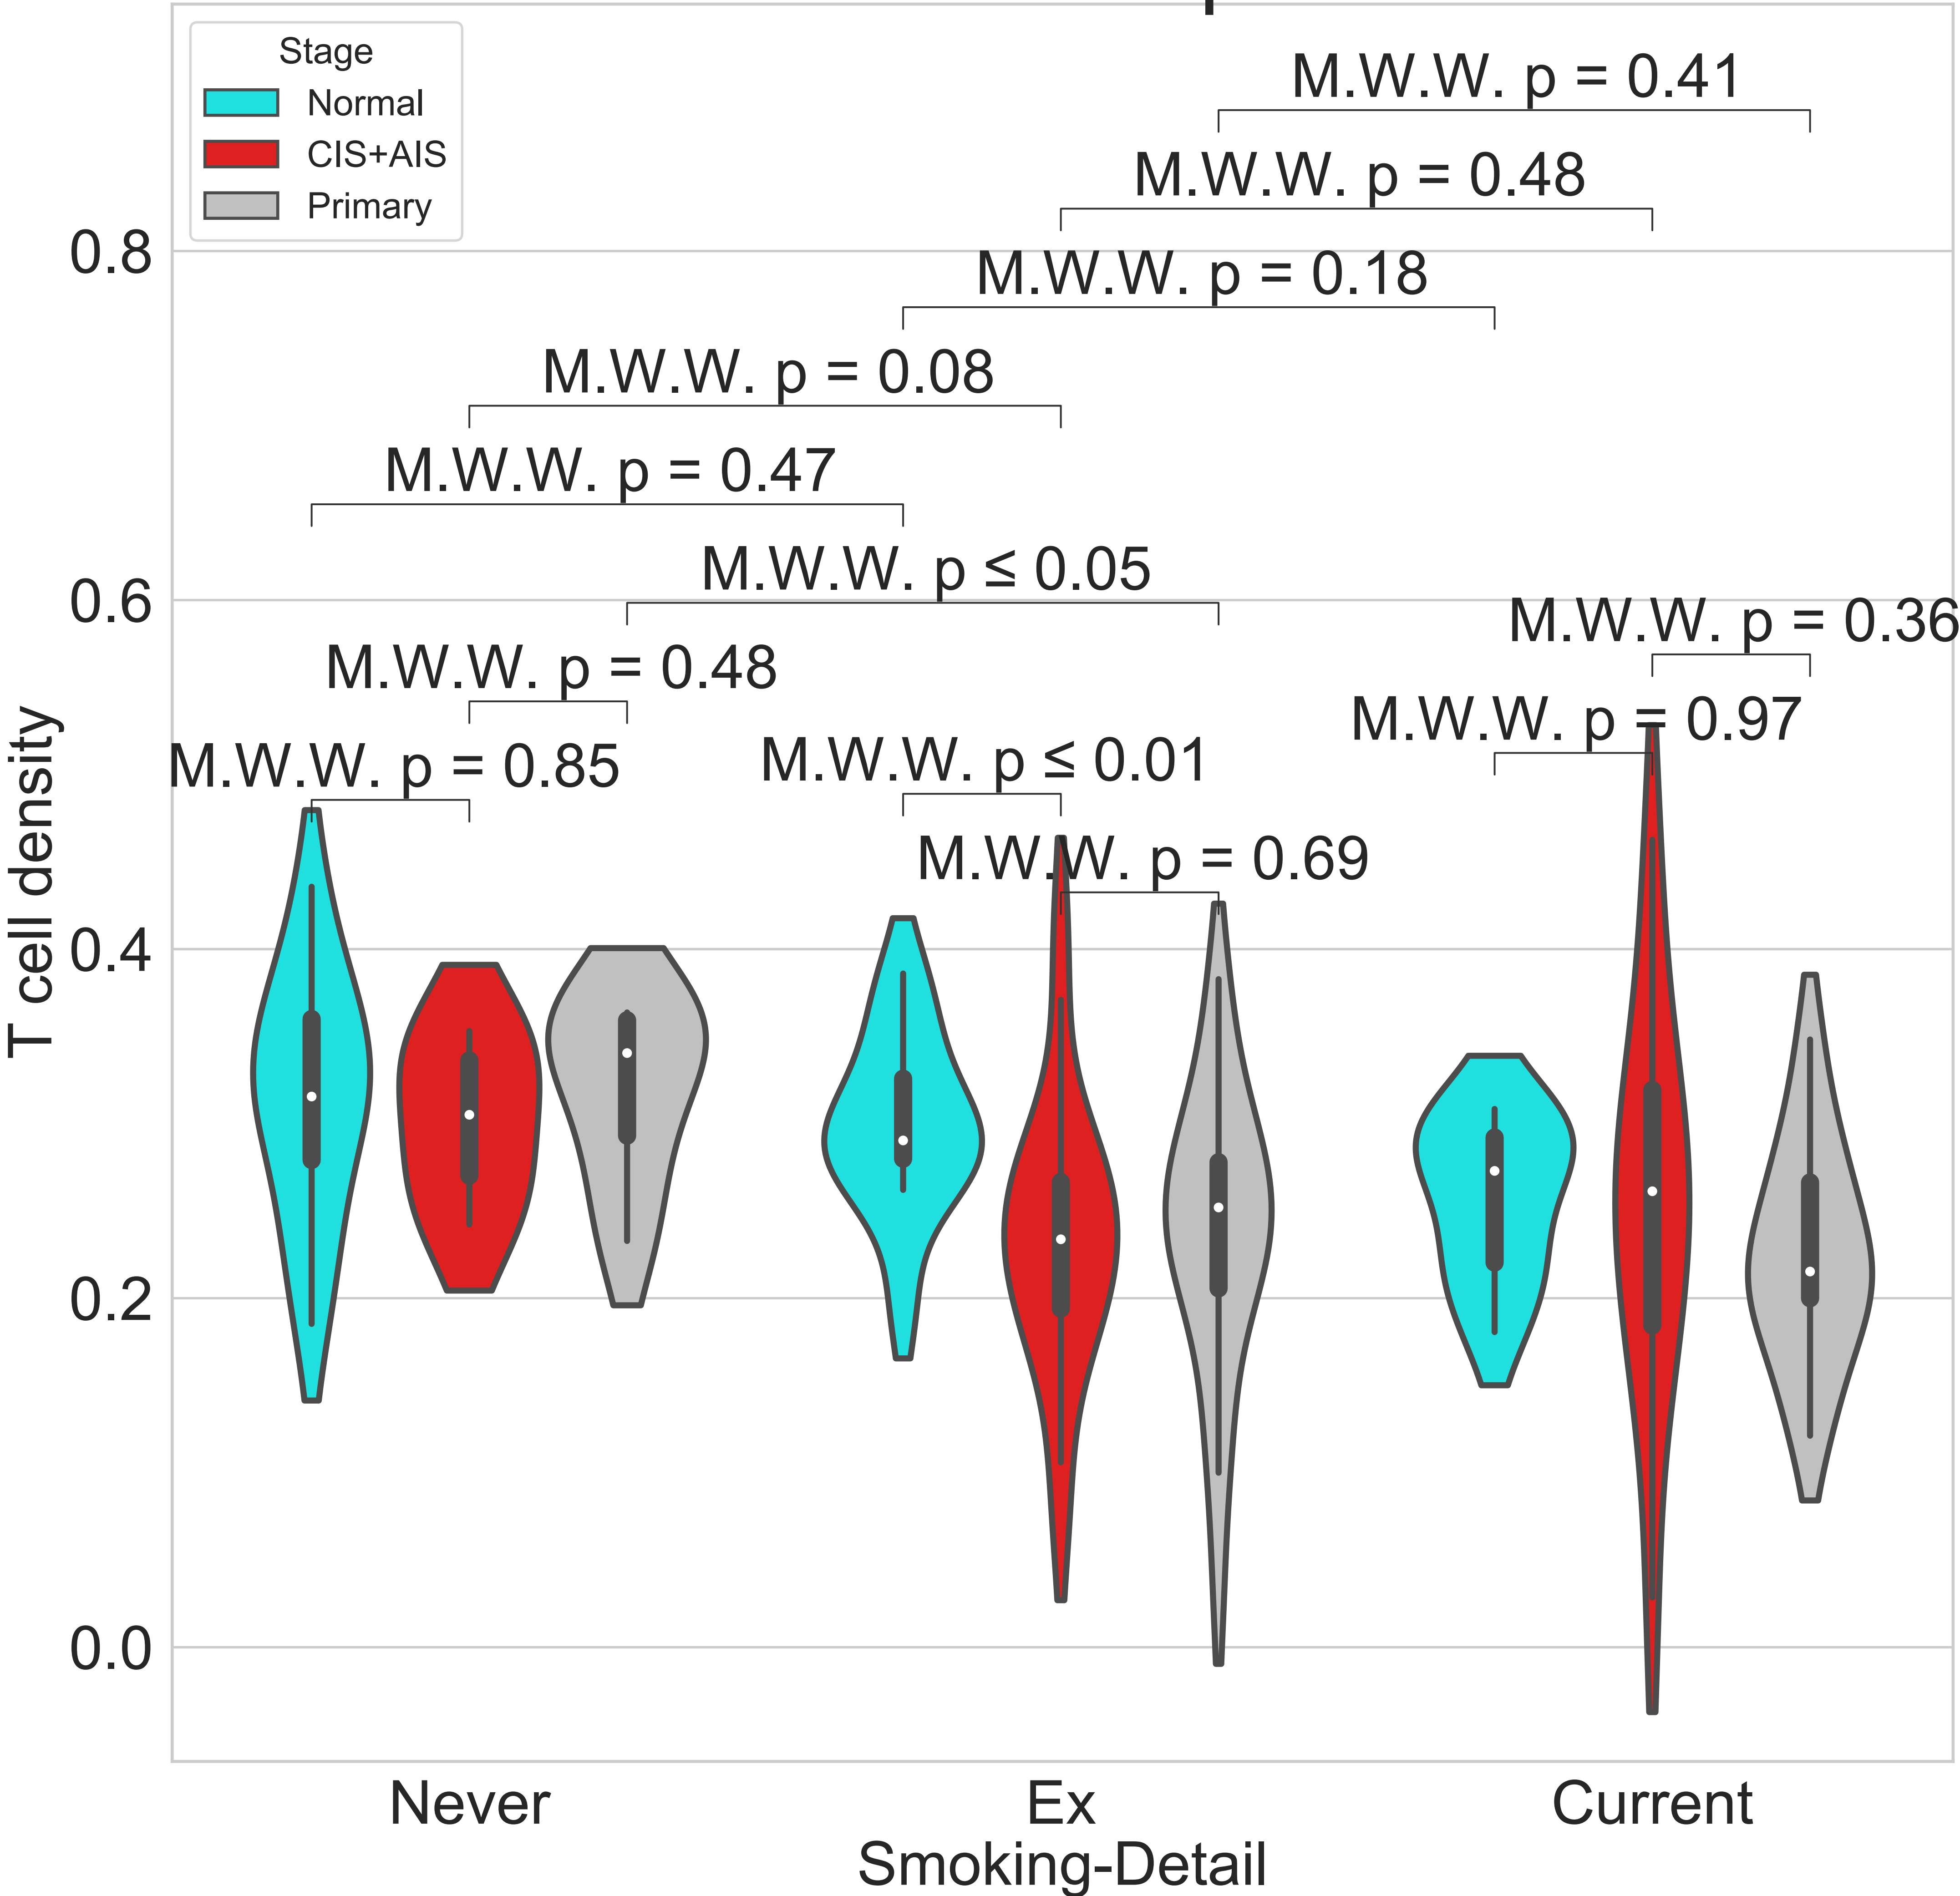 Stage
Normal
CIS+AIS
Primary
M.W.W. p = 0.41
M.W.W. p = 0.48
M.W.W. p = 0.18
M.W.W. p = 0.08
M.W.W. p = 0.47
M.W.W. p ≤ 0.05
M.W.W. p = 0.36
M.W.W. p = 0.48
M.W.W. p = 0.97
M.W.W. p = 0.85
M.W.W. p ≤ 0.01
M.W.W. p = 0.69
T cell density
0.8
0.6
0.4
0.2
0.0
Never
Ex
Current
Smoking-Detail